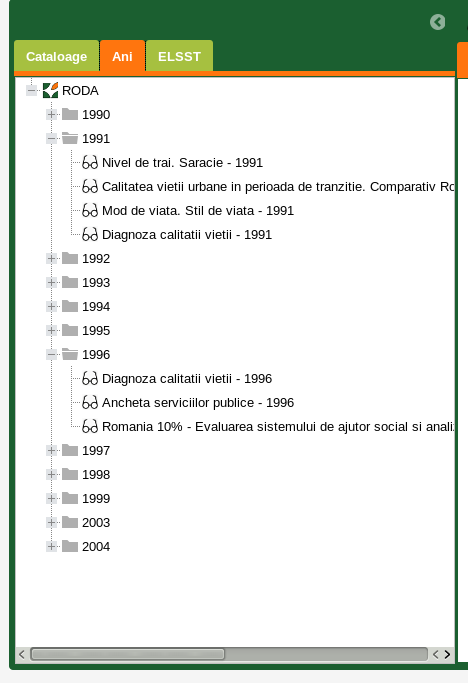 Cataloage Ani ELSST
RODA
1990
1991
Nivel de trai. Saracie - 1991
Calitatea vietii urbane in perioada de tranzitie. Comparativ Ro
Mod de viata. Stil de viata - 1991
Diagnoza calitatii vietii - 1991
1992
1993
1994
1995
1996
Diagnoza calitatii vietii - 1996
Ancheta serviciilor publice - 1996
Romania 10% - Evaluarea sistemului de ajutor social si analiz
1997
1998
1999
2003
2004